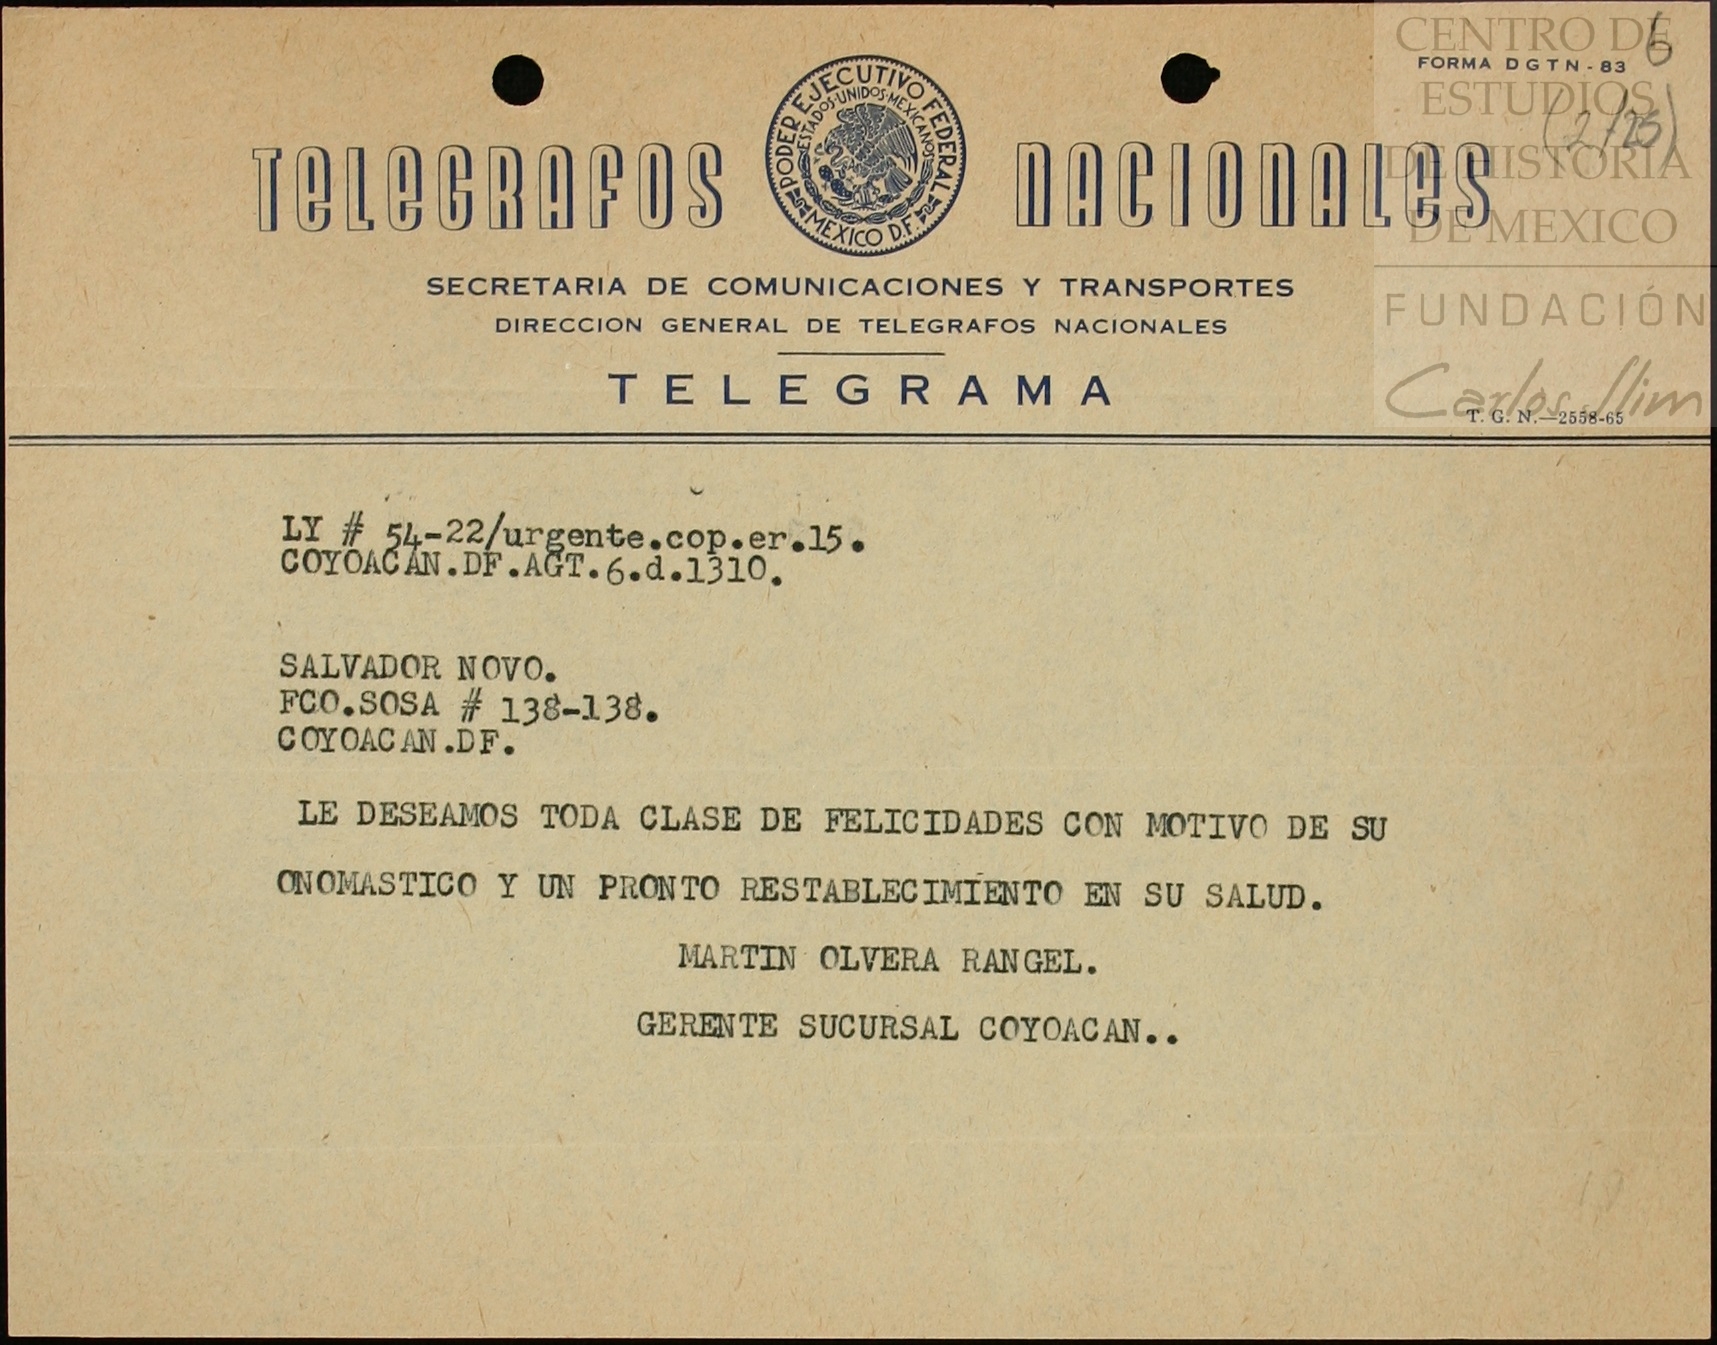 CENTRO DE
ESTUDIOS
DE HISTORIA
DE MEXICO
FUNDACIÓN
Carlos Slim
6
FORMA DGTN-83
(2/25)
TELEGRAFOS NACIONALES
PODER EJECUTIVO FEDERAL
ESTADOS·UNIDOS·MEXICANOS
MEXICO D.F.
SECRETARIA DE COMUNICACIONES Y TRANSPORTES
DIRECCION GENERAL DE TELEGRAFOS NACIONALES
TELEGRAMA
T. G. N.—2558-65
LY # 54-22/urgente.cop.er.15.
COYOACAN.DF.AGT.6.d.1310.
SALVADOR NOVO.
FCO.SOSA # 138-138.
COYOACAN.DF.
LE DESEAMOS TODA CLASE DE FELICIDADES CON MOTIVO DE SU
ONOMASTICO Y UN PRONTO RESTABLECIMIENTO EN SU SALUD.
MARTIN OLVERA RANGEL.
GERENTE SUCURSAL COYOACAN..